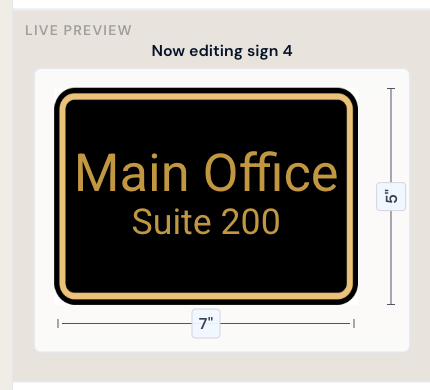 LIVE PREVIEW
Now editing sign 4
Main Office
Suite 200
5"
7"